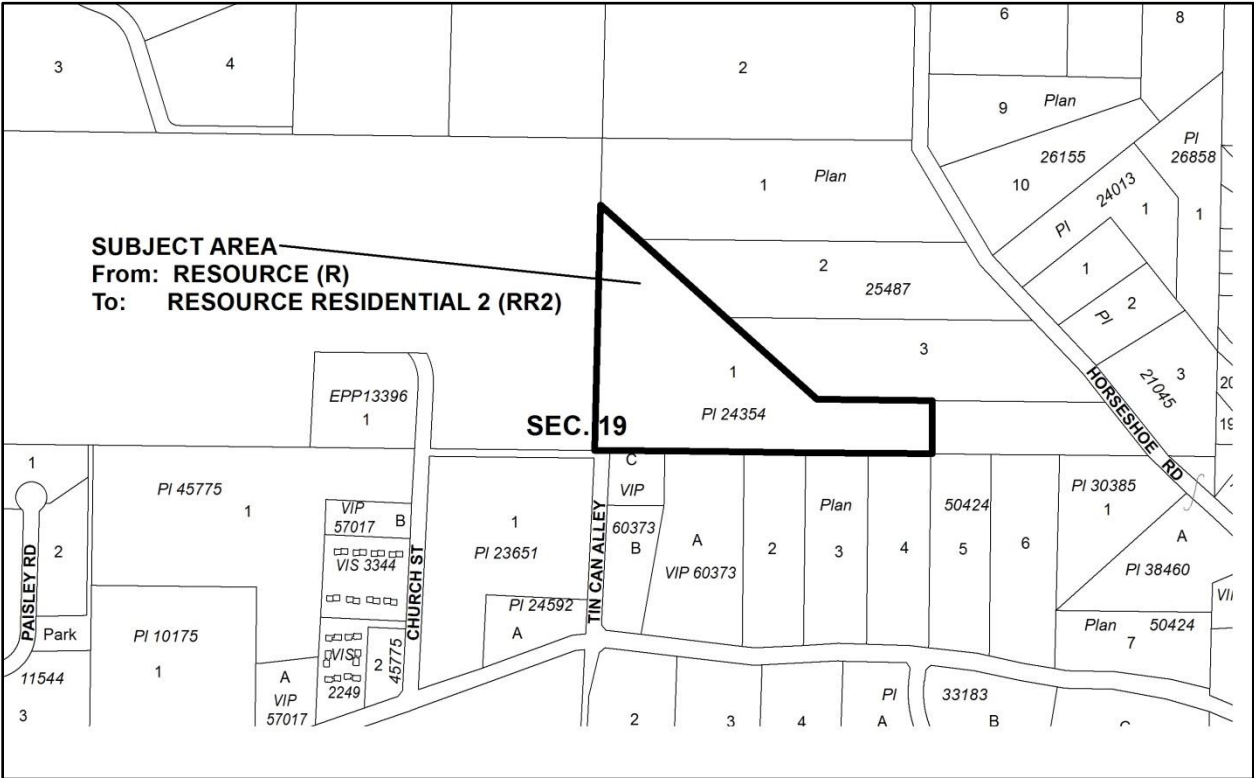 6
8
3
4
2
9 Plan
Pl
26858
26155
10
1 Plan
24013
Pl
1
1
SUBJECT AREA
From: RESOURCE (R)
To: RESOURCE RESIDENTIAL 2 (RR2)
2
25487
1
2
Pl
3
3
21045
20
19
HORSESHOE RD
EPP13396
1
1
Pl 24354
SEC. 19
1
Pl 45775
1
2
PAISLEY RD
Park
11544
3
Pl 10175
1
VIP
57017 B
VIS 3344
VIS
2249
2
45775
A
VIP
57017
CHURCH ST
1
Pl 23651
Pl 24592
A
TIN CAN ALLEY
C
VIP
60373
B
A
VIP 60373
2
Plan
3
4
50424
5
6
Pl 30385
1
A
Pl 38460
Plan 50424
7
2
3
4
Pl
A
33183
B